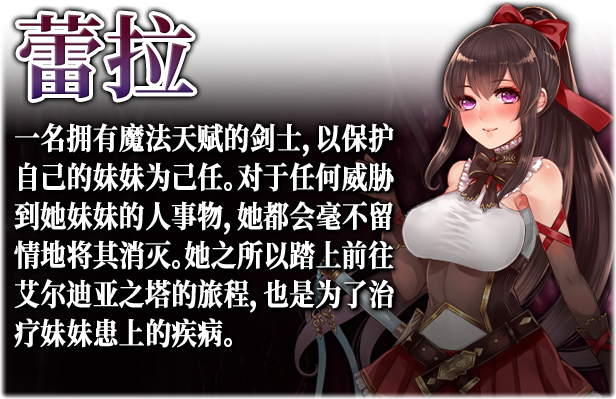 蕾拉
一名拥有魔法天赋的剑士, 以保护
自己的妹妹为己任。对于任何威胁
到她妹妹的人事物, 她都会毫不留
情地将其消灭。她之所以踏上前往
艾尔迪亚之塔的旅程, 也是为了治
疗妹妹患上的疾病。